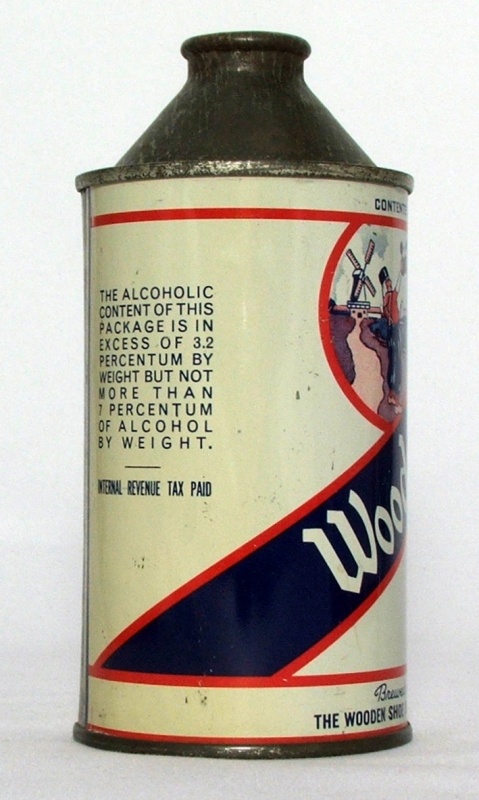 THE ALCOHOLIC
CONTENT OF THIS
PACKAGE IS IN
EXCESS OF 3.2
PERCENTUM BY
WEIGHT BUT NOT
MORE THAN
7 PERCENTUM
OF ALCOHOL
BY WEIGHT.
INTERNAL REVENUE TAX PAID
Wood
THE WOODEN SHOE